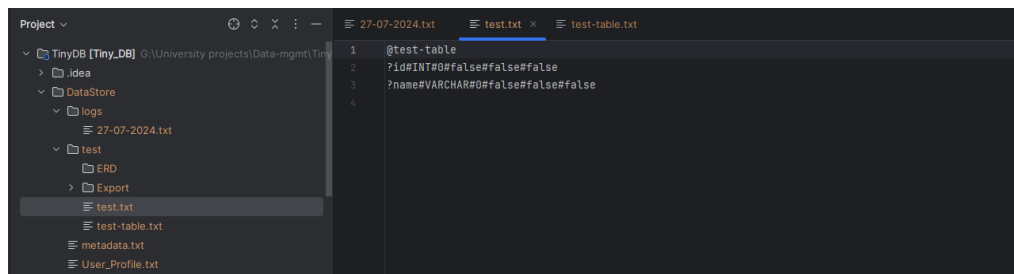 Project
TinyDB [Tiny_DB] G:\University projects\Data-mgmt\Tiny
.idea
DataStore
logs
27-07-2024.txt
test
ERD
Export
test.txt
test-table.txt
metadata.txt
User_Profile.txt
27-07-2024.txt test.txt test-table.txt
1 @test-table
2 ?id#INT#0#false#false#false
3 ?name#VARCHAR#0#false#false#false
4